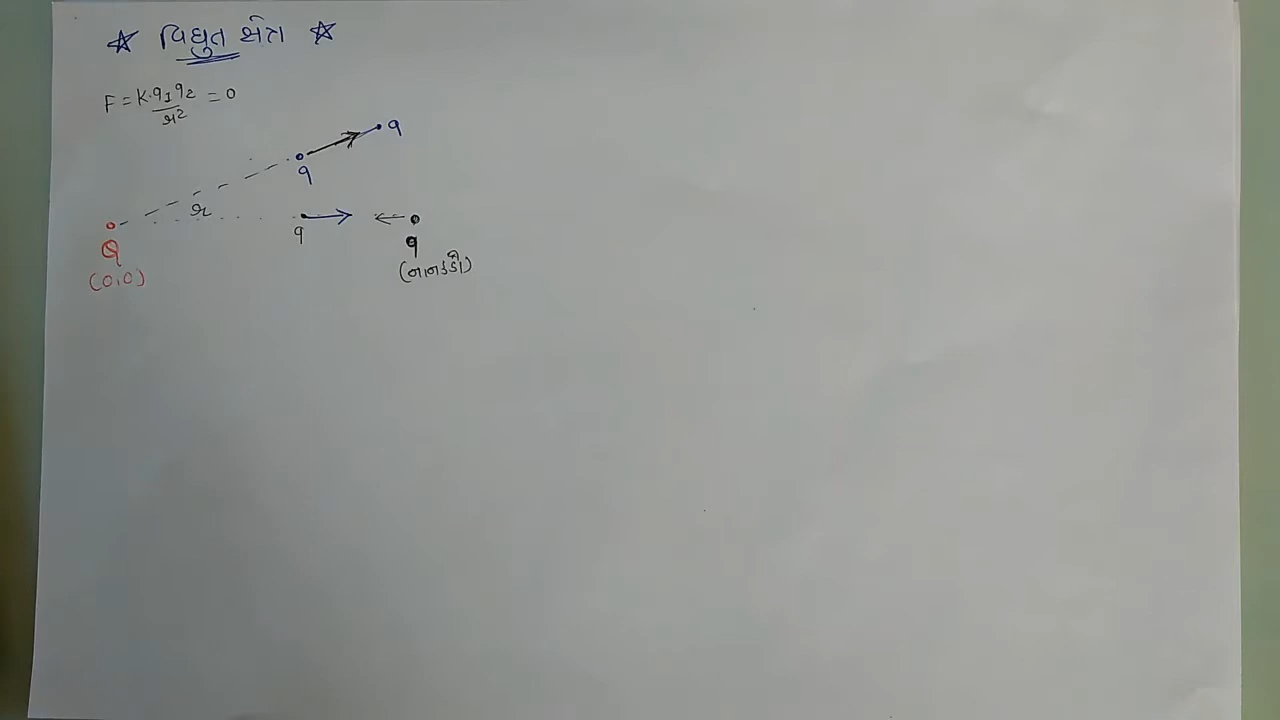 ☆ વિદ્યુત ક્ષેત્ર ☆
F = K·q1q2/r² = 0
q
q
r
q
Q
q
(0,0)
(નાનકડો)